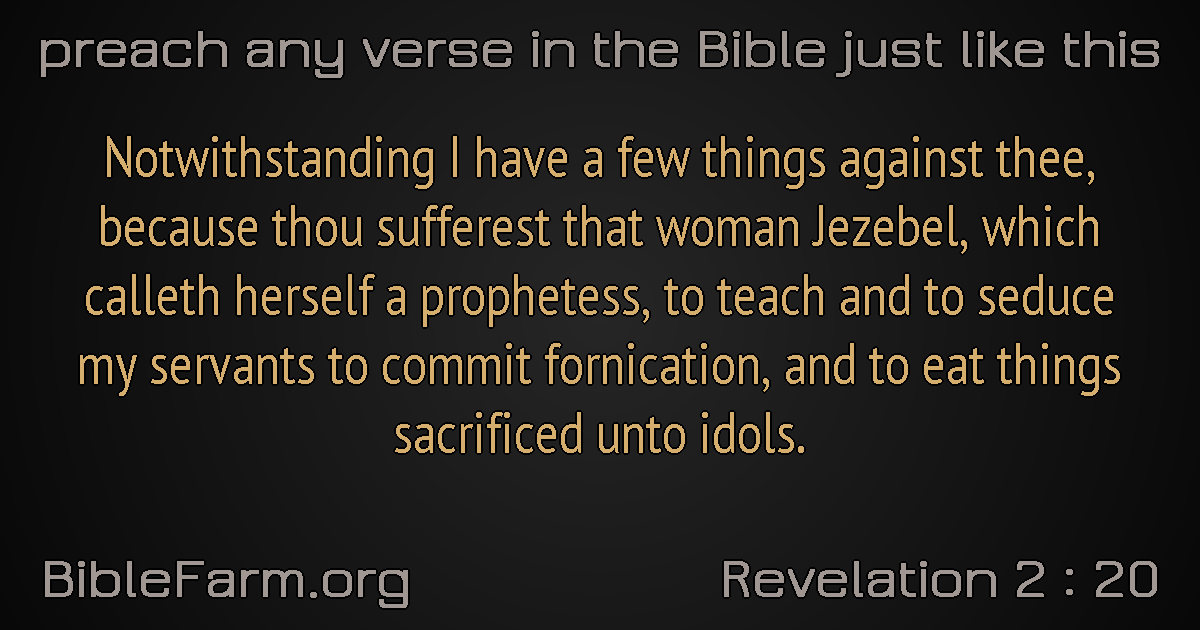 preach any verse in the Bible just like this
Notwithstanding I have a few things against thee,
because thou sufferest that woman Jezebel, which
calleth herself a prophetess, to teach and to seduce
my servants to commit fornication, and to eat things
sacrificed unto idols.
BibleFarm.org
Revelation 2 : 20